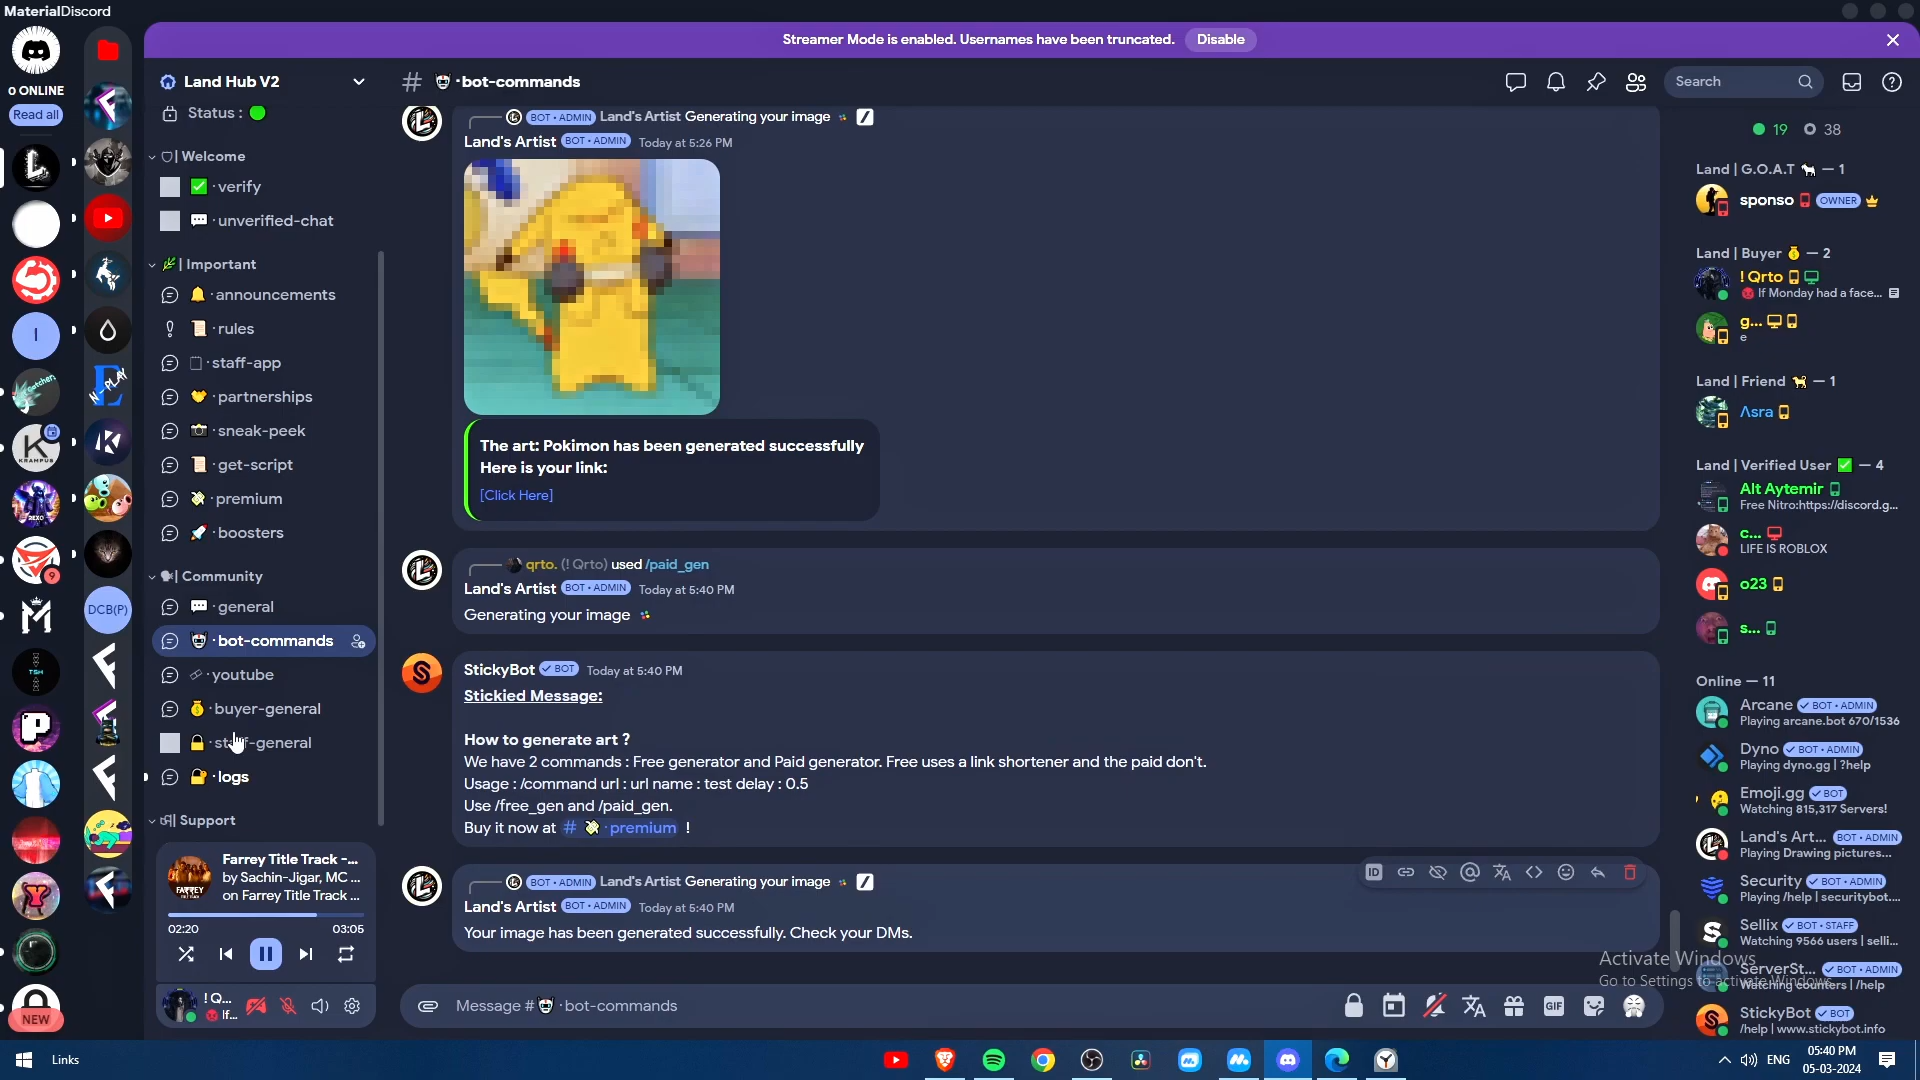 MaterialDiscord
Streamer Mode is enabled. Usernames have been truncated.
Disable
0 ONLINE
Read all
I
KRAMPUS
REXO
9
TSH
NEW
DCB(P)
Land Hub V2
Status :
| Welcome
· verify
· unverified-chat
| Important
· announcements
· rules
· staff-app
· partnerships
· sneak-peek
· get-script
· premium
· boosters
| Community
· general
· bot-commands
· youtube
· buyer-general
· staff-general
· logs
| Support
Farrey Title Track -...
by Sachin-Jigar, MC ...
on Farrey Title Track ...
02:20
03:05
! Q...
If...
# · bot-commands
Search
BOT • ADMIN Land's Artist Generating your image
Land's Artist BOT • ADMIN Today at 5:26 PM
The art: Pokimon has been generated successfully
Here is your link:
[Click Here]
qrto. (! Qrto) used /paid_gen
Land's Artist BOT • ADMIN Today at 5:40 PM
Generating your image
StickyBot ✓ BOT Today at 5:40 PM
Stickied Message:
How to generate art ?
We have 2 commands : Free generator and Paid generator. Free uses a link shortener and the paid don't.
Usage : /command url : url name : test delay : 0.5
Use /free_gen and /paid_gen.
Buy it now at # · premium !
BOT • ADMIN Land's Artist Generating your image
Land's Artist BOT • ADMIN Today at 5:40 PM
Your image has been generated successfully. Check your DMs.
ID
Message # · bot-commands
GIF
19 38
Land | G.O.A.T — 1
sponso OWNER
Land | Buyer — 2
! Qrto
If Monday had a face...
g...
e
Land | Friend — 1
Λsra
Land | Verified User — 4
Alt Aytemir
Free Nitro:https://discord.g...
c...
LIFE IS ROBLOX
o23
s...
Online — 11
Arcane ✓ BOT • ADMIN
Playing arcane.bot 670/1536
Dyno ✓ BOT • ADMIN
Playing dyno.gg | ?help
Emoji.gg ✓ BOT
Watching 815,317 Servers!
Land's Art... BOT • ADMIN
Playing Drawing pictures...
Security ✓ BOT • ADMIN
Playing /help | securitybot....
Sellix ✓ BOT • STAFF
Watching 9566 users | selli...
ServerSt... ✓ BOT • ADMIN
Watching counters | /help
StickyBot ✓ BOT
/help | www.stickybot.info
Activate Windows
Go to Settings to activate Windows.
Links
ENG
05:40 PM
05-03-2024